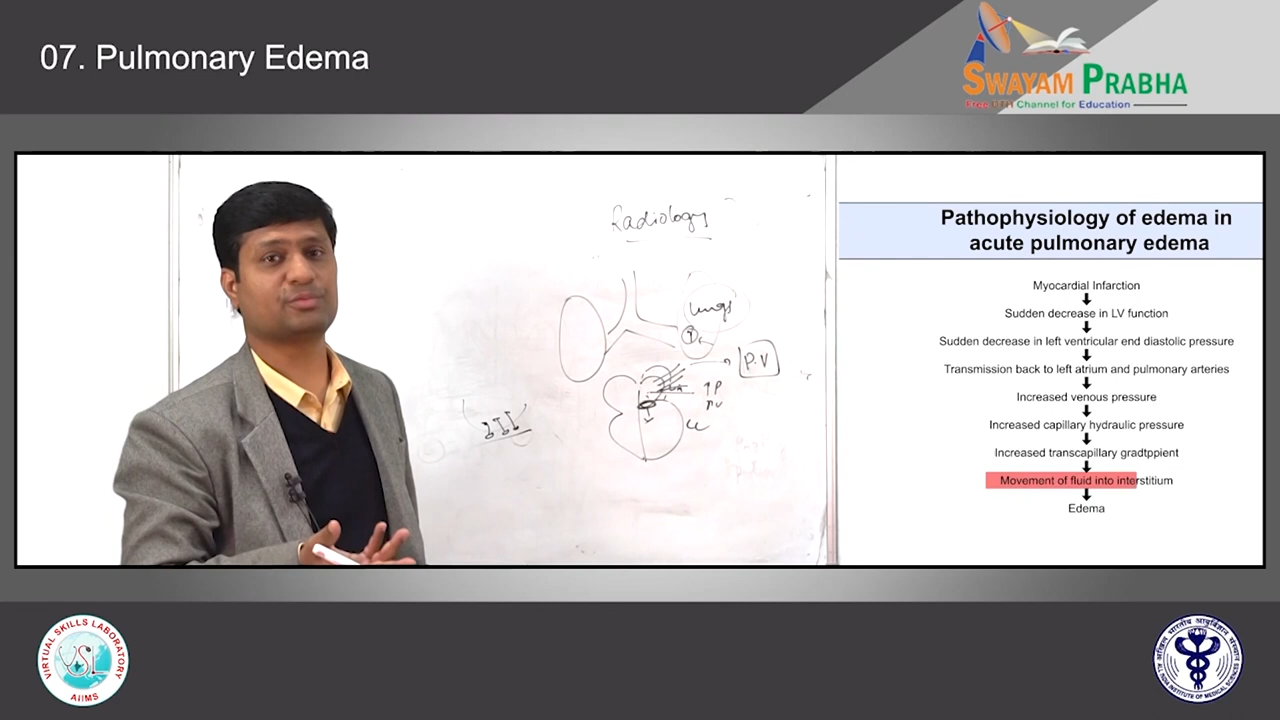 07. Pulmonary Edema
SWAYAM PRABHA
Free DTH Channel for Education
Radiology
lungs
P.V
↑P
Pathophysiology of edema in
acute pulmonary edema
Myocardial Infarction
Sudden decrease in LV function
Sudden decrease in left ventricular end diastolic pressure
Transmission back to left atrium and pulmonary arteries
Increased venous pressure
Increased capillary hydraulic pressure
Increased transcapillary gradtppient
Movement of fluid into interstitium
Edema
VIRTUAL SKILLS LABORATORY
VSL
AIIMS